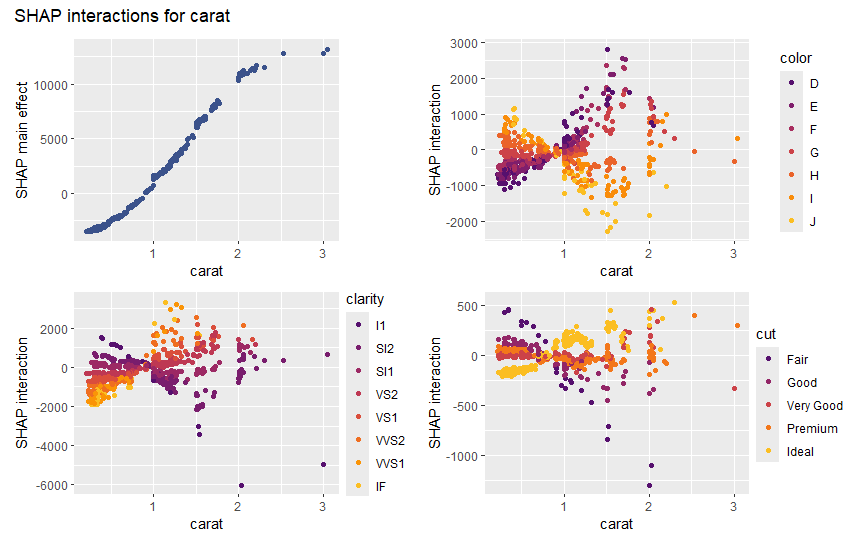 SHAP interactions for carat
SHAP main effect
10000
5000
0
1 2 3
carat
SHAP interaction
3000
2000
1000
0
-1000
-2000
1 2 3
carat
color
D
E
F
G
H
I
J
SHAP interaction
2000
0
-2000
-4000
-6000
1 2 3
carat
clarity
I1
SI2
SI1
VS2
VS1
VVS2
VVS1
IF
SHAP interaction
500
0
-500
-1000
1 2 3
carat
cut
Fair
Good
Very Good
Premium
Ideal